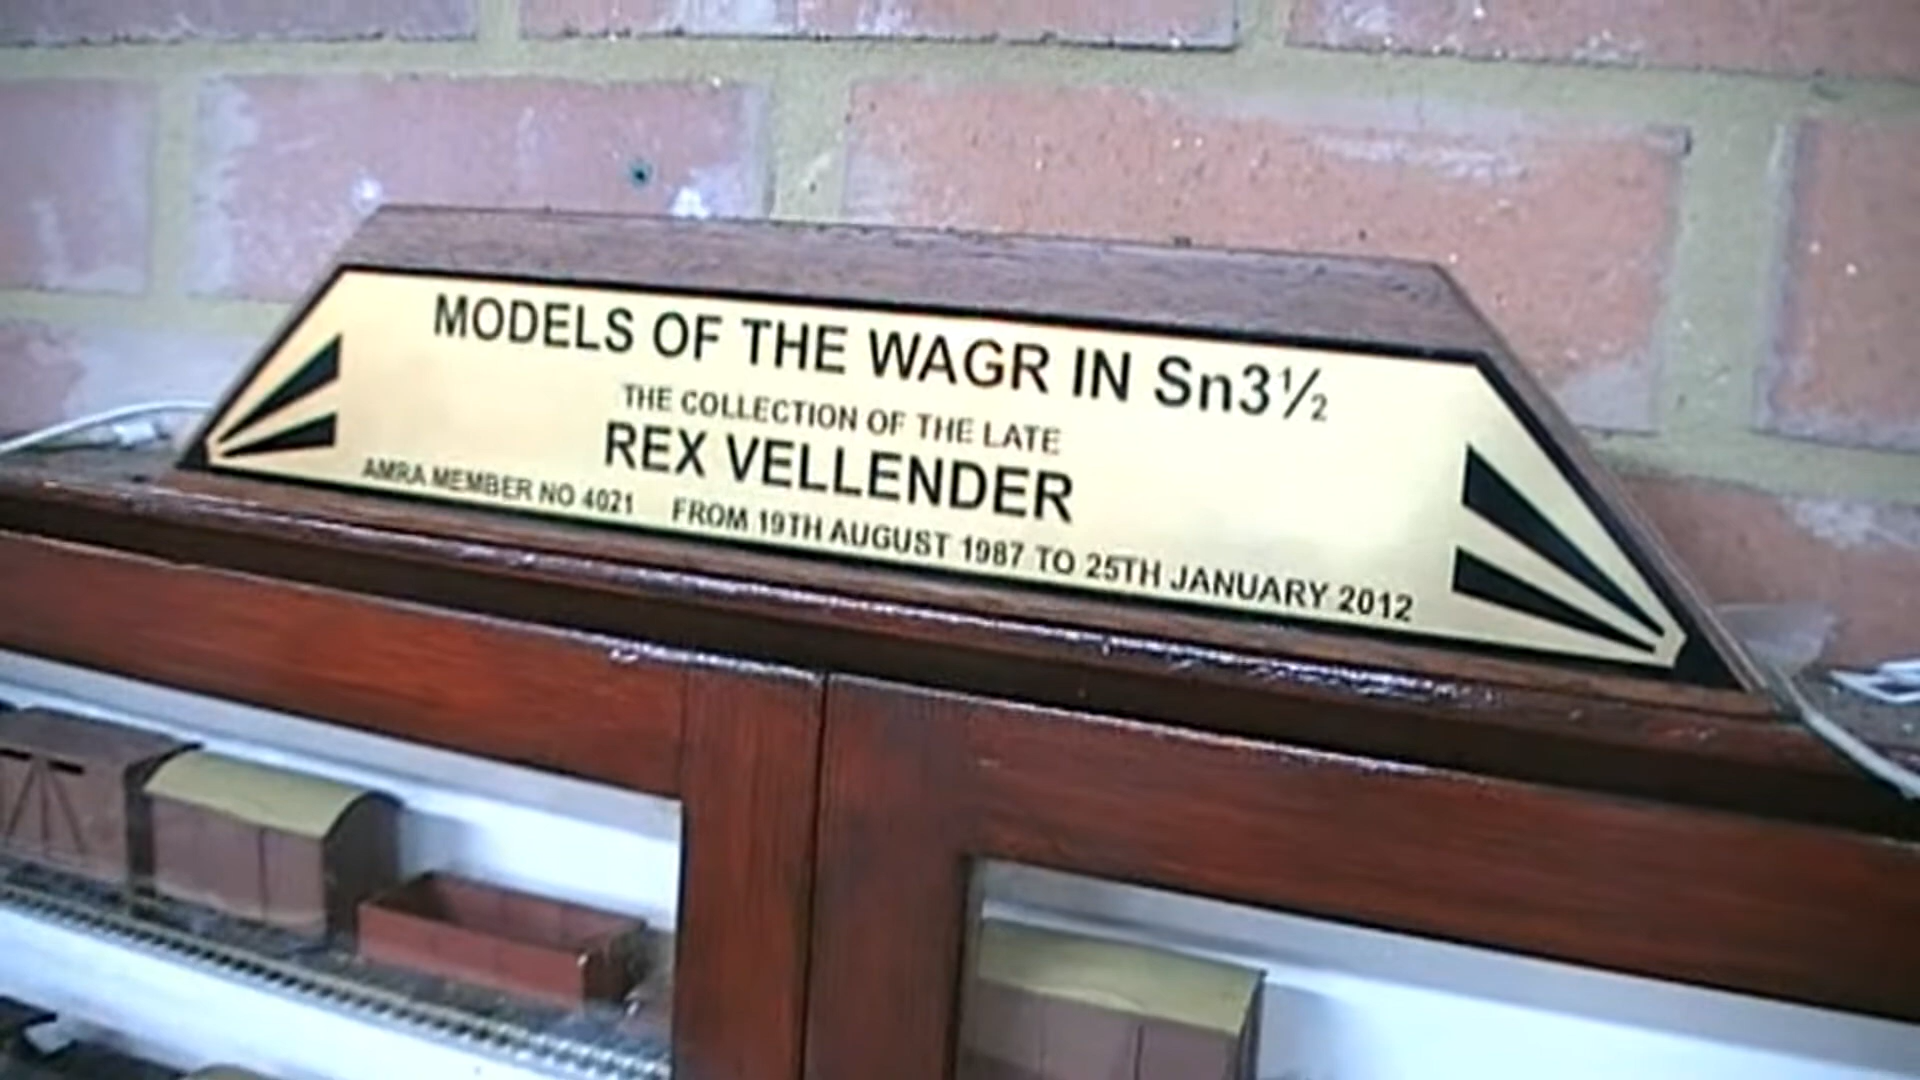 MODELS OF THE WAGR IN Sn3½
THE COLLECTION OF THE LATE
REX VELLENDER
AMRA MEMBER NO 4021 FROM 19TH AUGUST 1987 TO 25TH JANUARY 2012